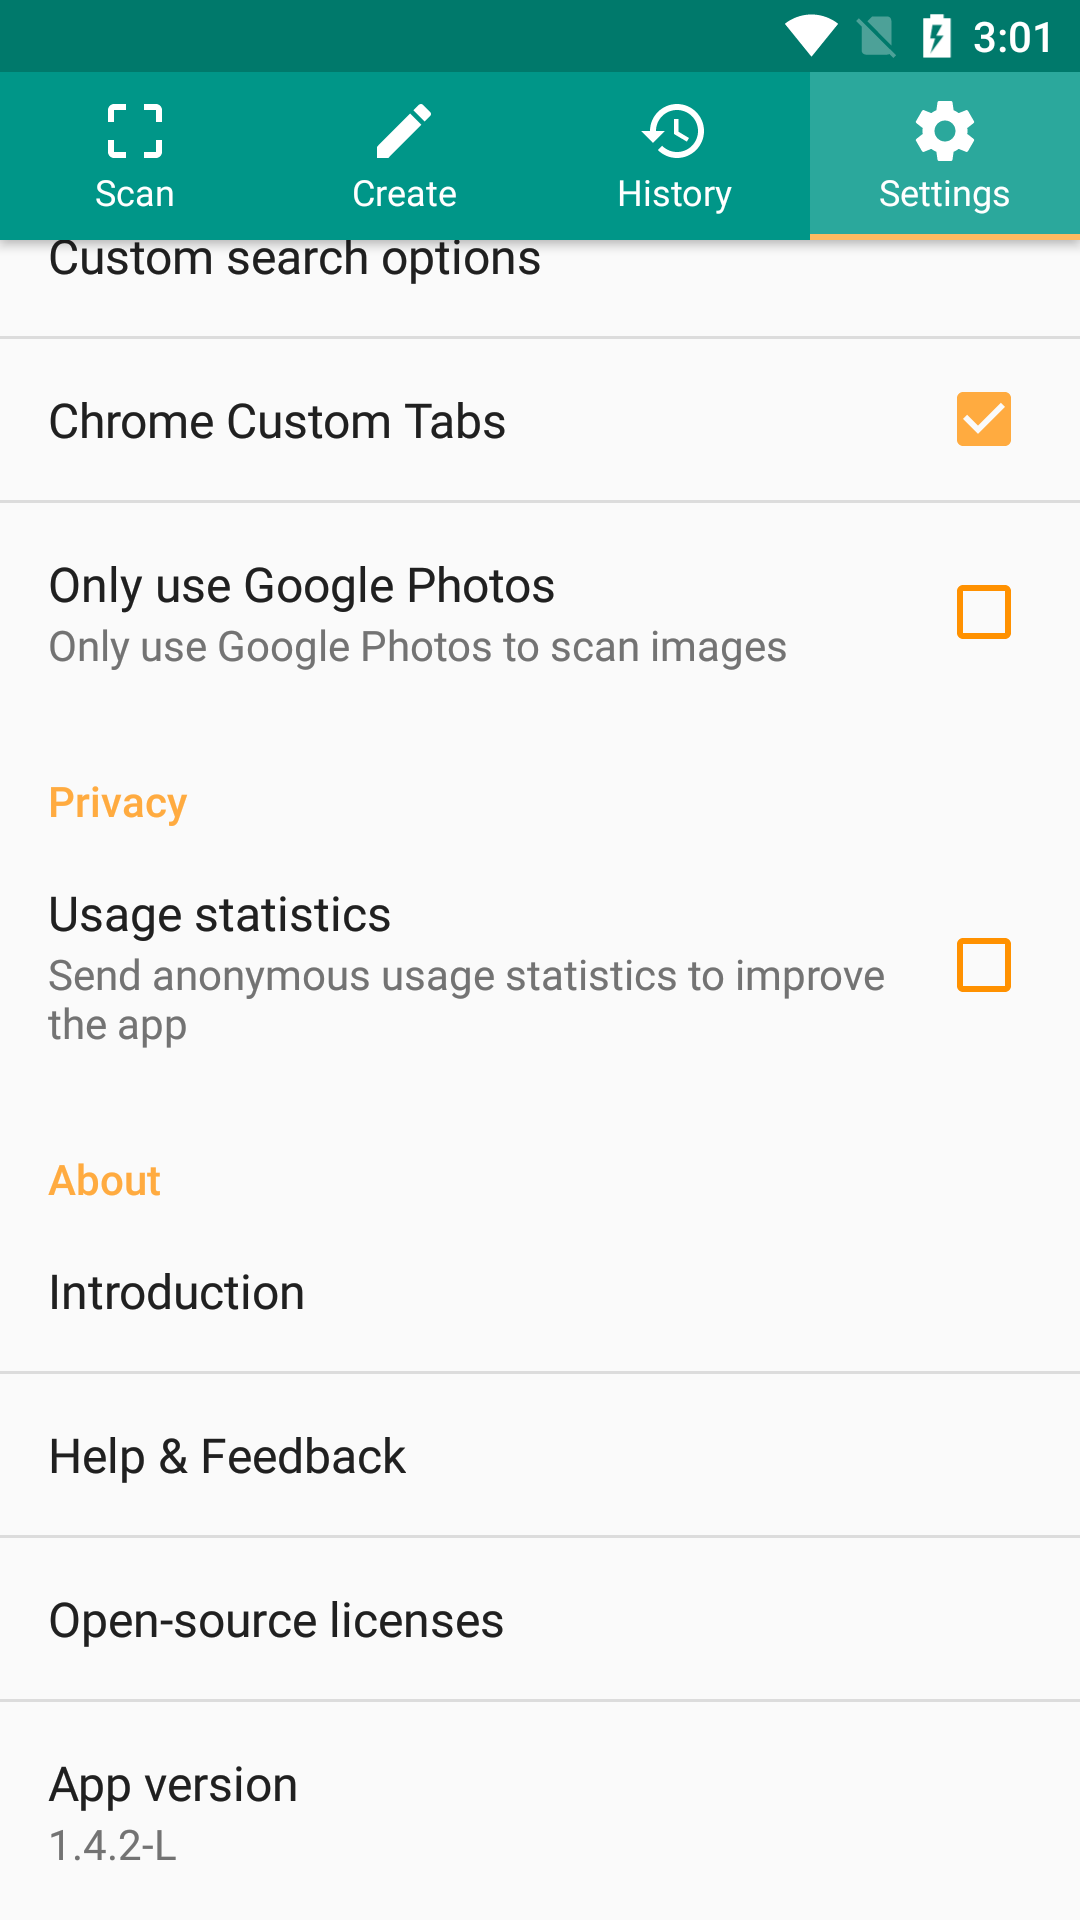 3:01
Scan Create History Settings
Custom search options
Chrome Custom Tabs
Only use Google Photos
Only use Google Photos to scan images
Privacy
Usage statistics
Send anonymous usage statistics to improve
the app
About
Introduction
Help & Feedback
Open-source licenses
App version
1.4.2-L